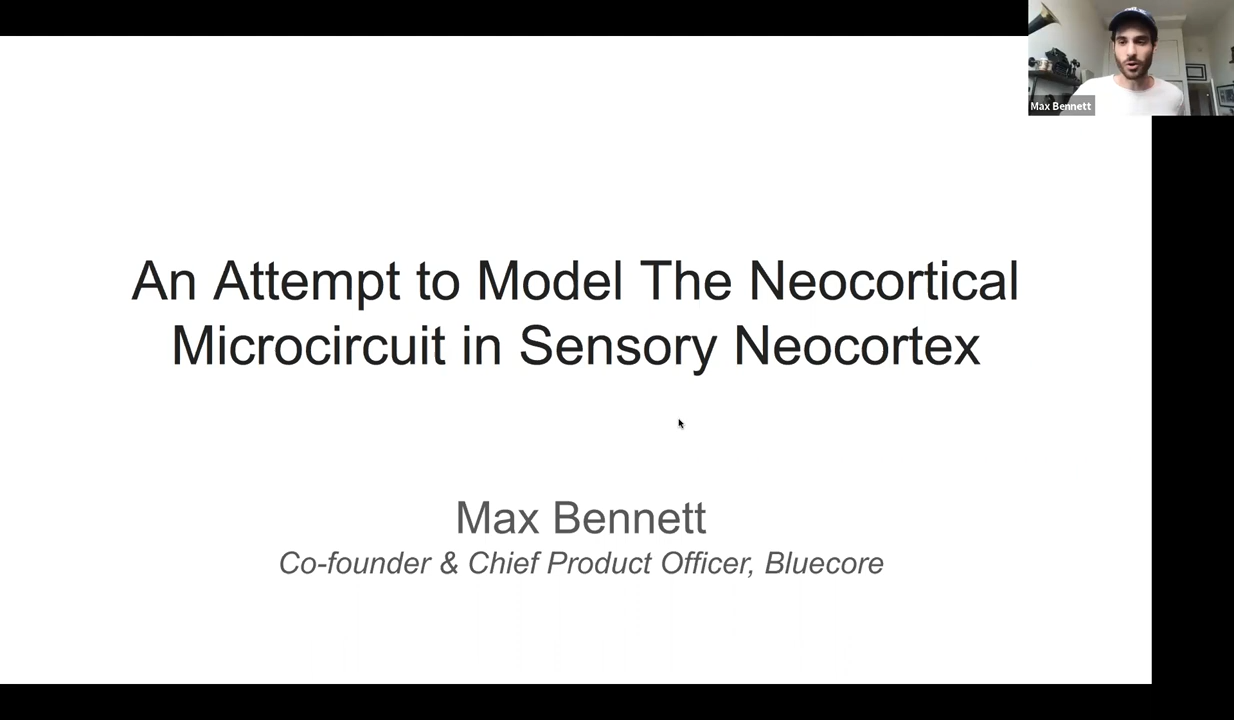 Max Bennett
An Attempt to Model The Neocortical
Microcircuit in Sensory Neocortex
Max Bennett
Co-founder & Chief Product Officer, Bluecore